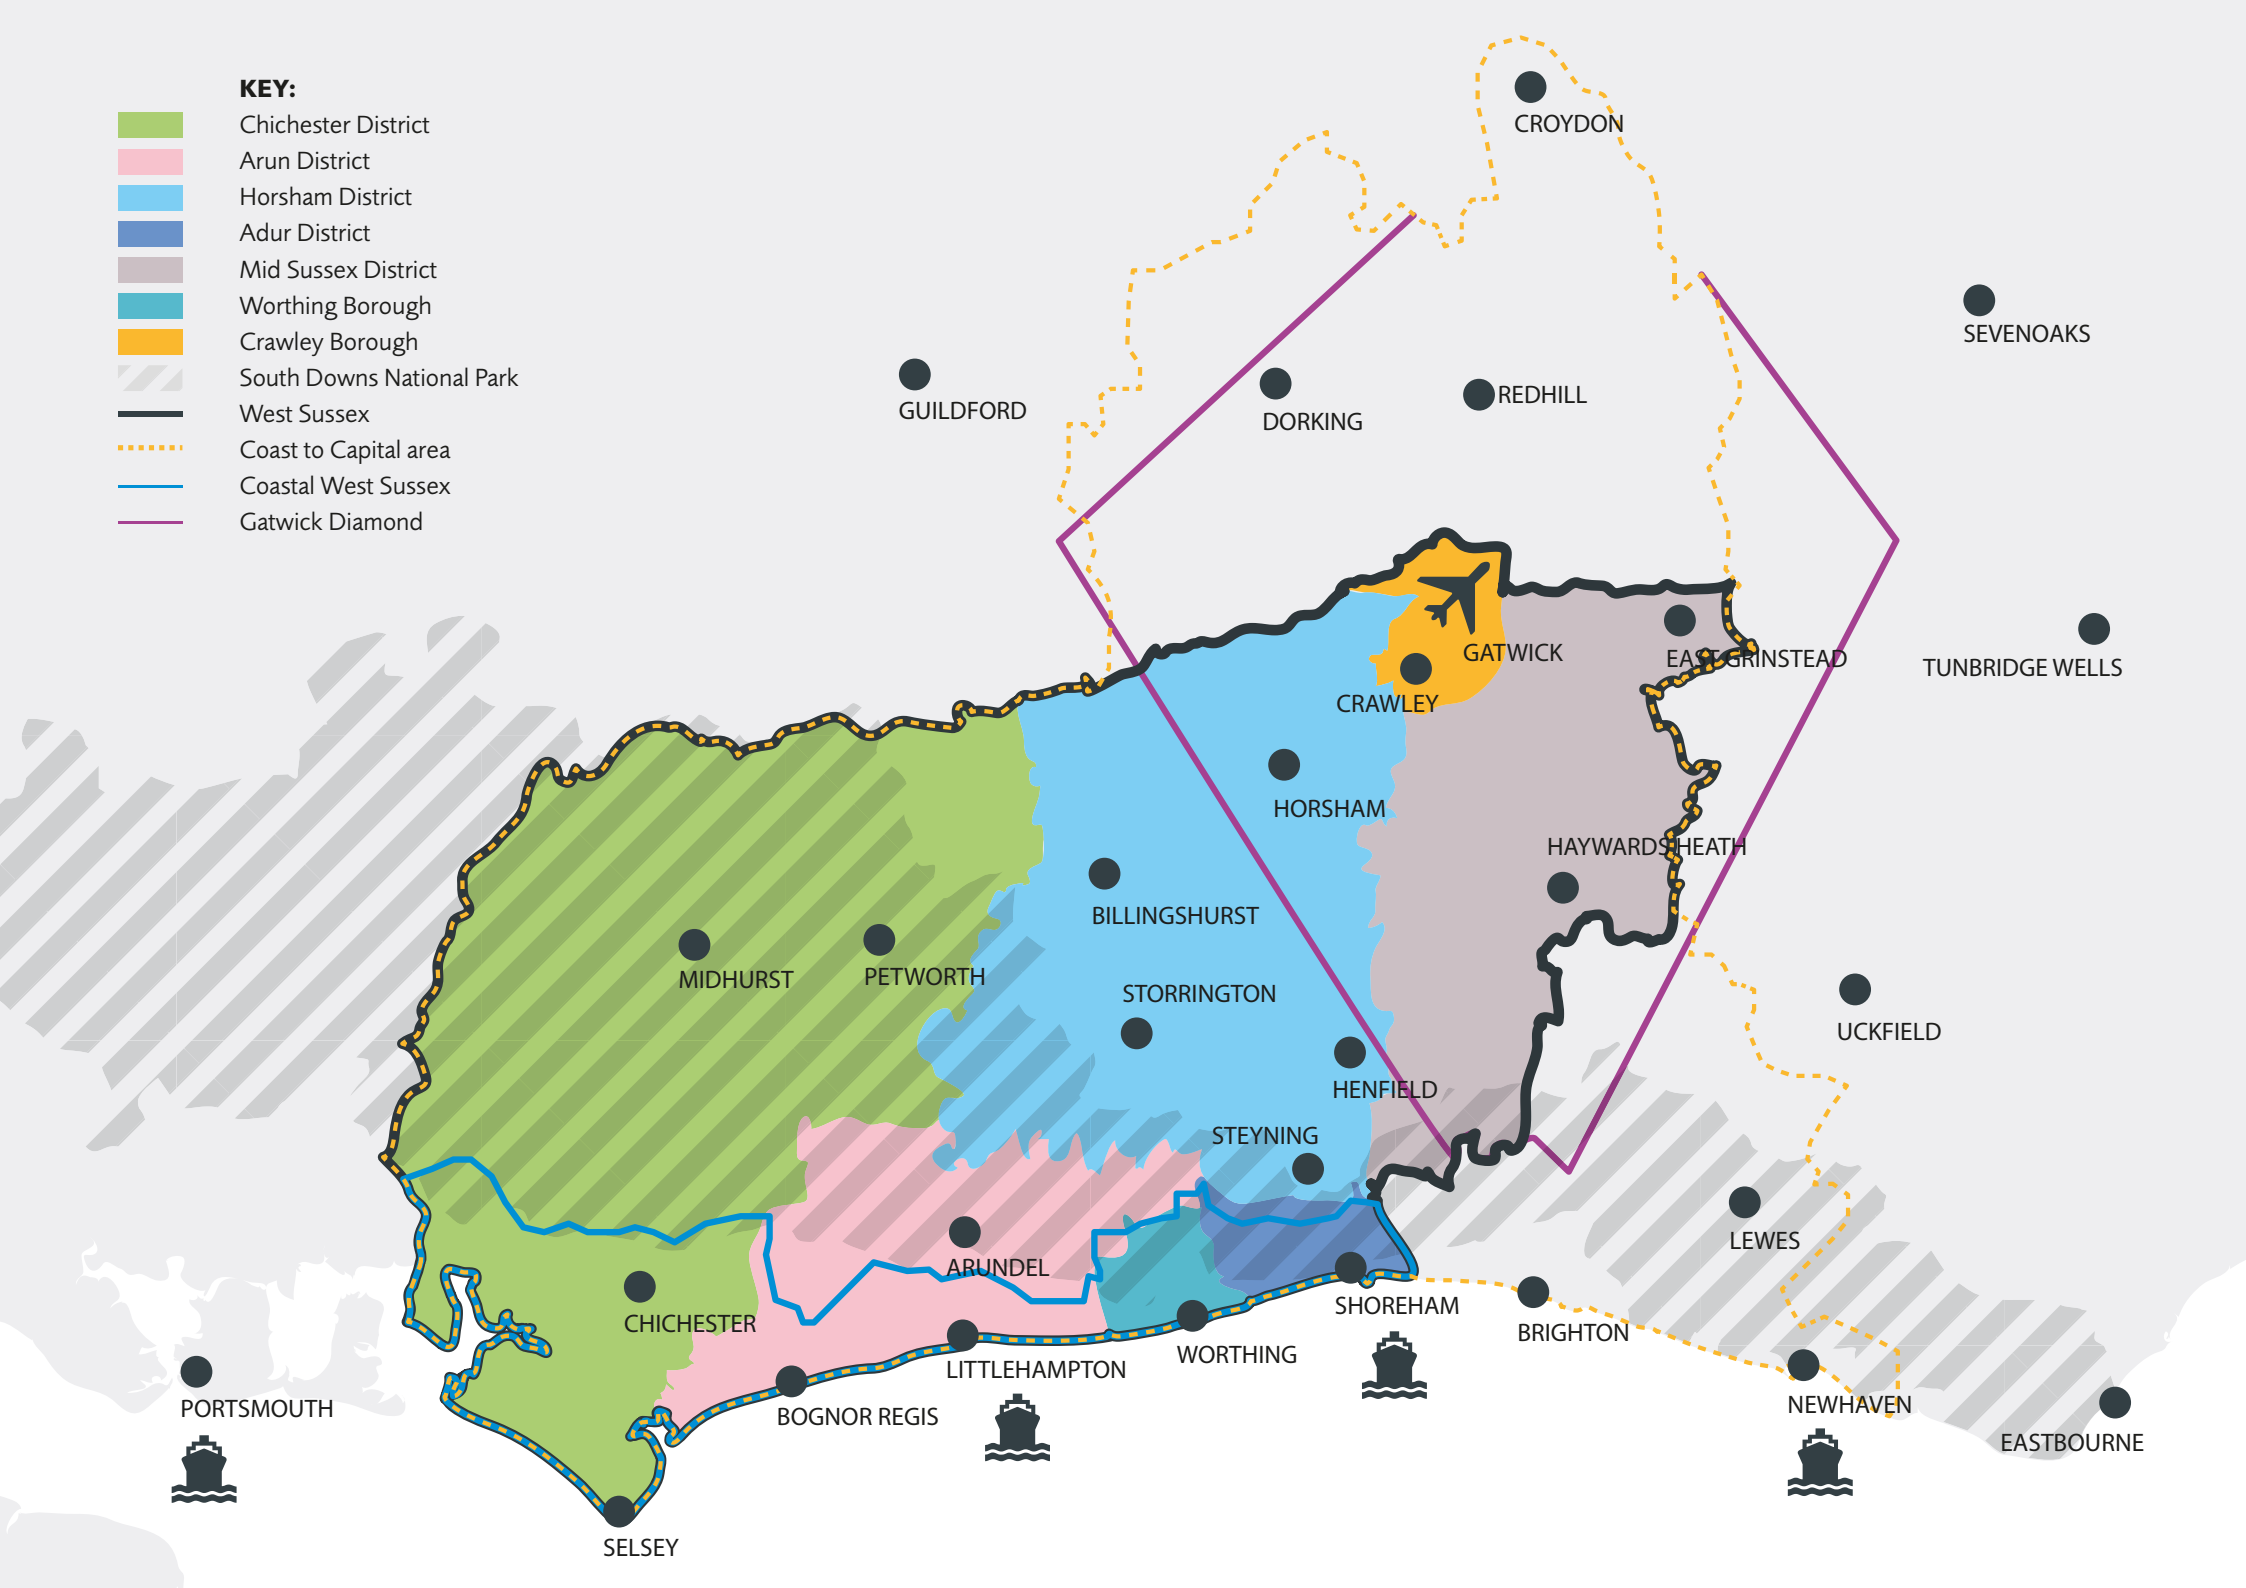 KEY:
Chichester District
Arun District
Horsham District
Adur District
Mid Sussex District
Worthing Borough
Crawley Borough
South Downs National Park
West Sussex
Coast to Capital area
Coastal West Sussex
Gatwick Diamond
CROYDON
SEVENOAKS
GUILDFORD
DORKING
REDHILL
GATWICK
EAST GRINSTEAD
TUNBRIDGE WELLS
CRAWLEY
HORSHAM
HAYWARDS HEATH
BILLINGSHURST
MIDHURST
PETWORTH
STORRINGTON
UCKFIELD
HENFIELD
STEYNING
LEWES
ARUNDEL
CHICHESTER
SHOREHAM
BRIGHTON
WORTHING
LITTLEHAMPTON
PORTSMOUTH
BOGNOR REGIS
NEWHAVEN
EASTBOURNE
SELSEY